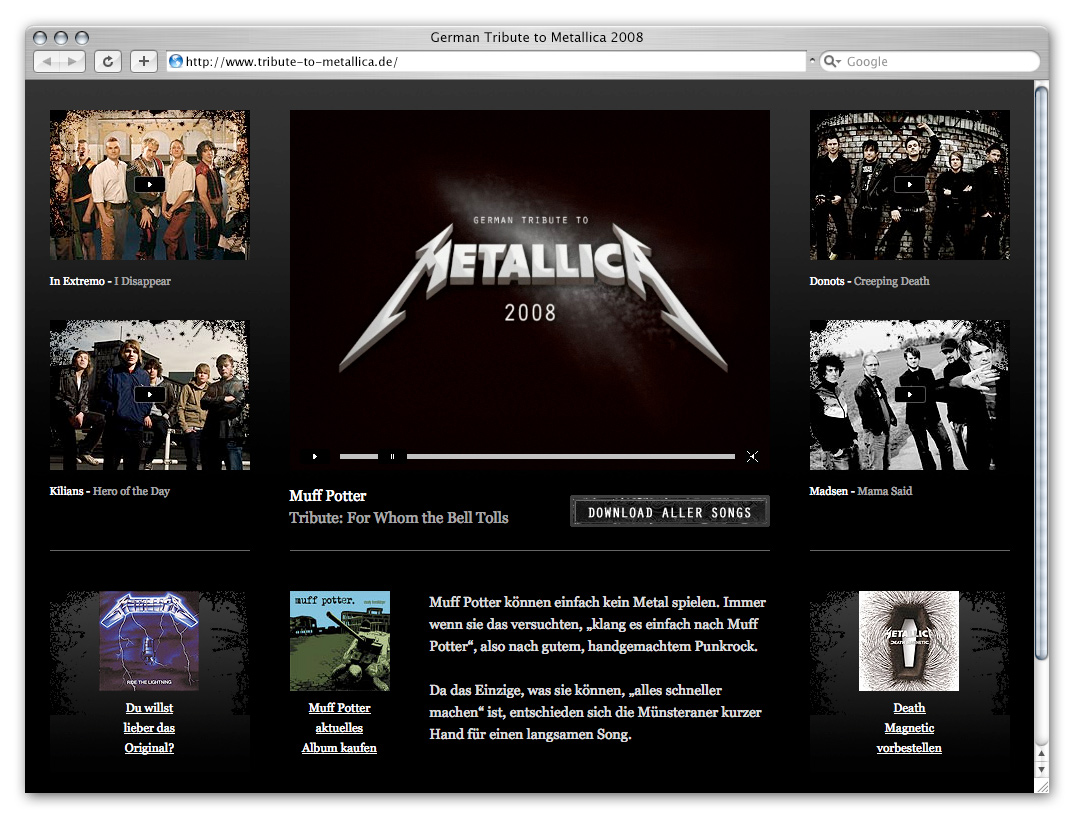 German Tribute to Metallica 2008
http://www.tribute-to-metallica.de/
Google
In Extremo - I Disappear
Kilians - Hero of the Day
GERMAN TRIBUTE TO
METALLICA
2008
Muff Potter
Tribute: For Whom the Bell Tolls
DOWNLOAD ALLER SONGS
Donots - Creeping Death
Madsen - Mama Said
METALLICA
RIDE THE LIGHTNING
Du willst
lieber das
Original?
muff potter.
Muff Potter
aktuelles
Album kaufen
Muff Potter können einfach kein Metal spielen. Immer
wenn sie das versuchten, „klang es einfach nach Muff
Potter“, also nach gutem, handgemachtem Punkrock.
Da das Einzige, was sie können, „alles schneller
machen“ ist, entschieden sich die Münsteraner kurzer
Hand für einen langsamen Song.
METALLICA
DEATH MAGNETIC
Death
Magnetic
vorbestellen